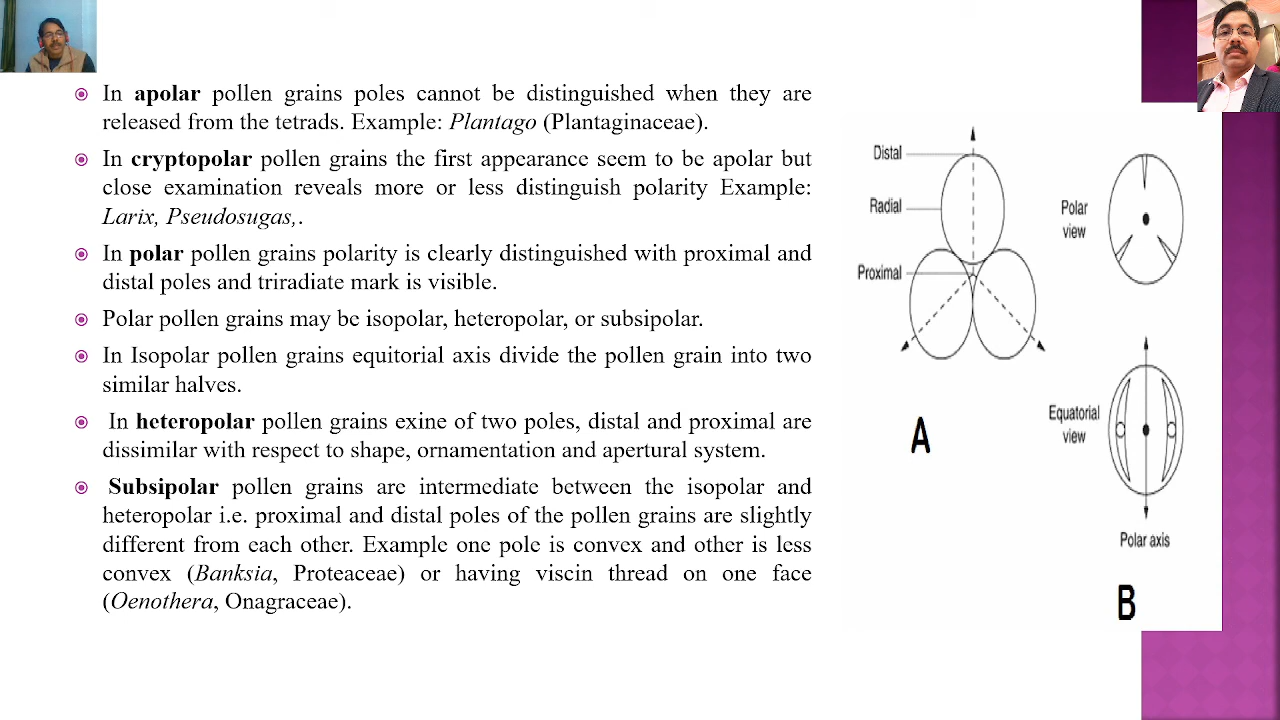 In apolar pollen grains poles cannot be distinguished when they are
released from the tetrads. Example: Plantago (Plantaginaceae).
In cryptopolar pollen grains the first appearance seem to be apolar but
close examination reveals more or less distinguish polarity Example:
Larix, Pseudosugas,.
In polar pollen grains polarity is clearly distinguished with proximal and
distal poles and triradiate mark is visible.
Polar pollen grains may be isopolar, heteropolar, or subsipolar.
In Isopolar pollen grains equitorial axis divide the pollen grain into two
similar halves.
In heteropolar pollen grains exine of two poles, distal and proximal are
dissimilar with respect to shape, ornamentation and apertural system.
Subsipolar pollen grains are intermediate between the isopolar and
heteropolar i.e. proximal and distal poles of the pollen grains are slightly
different from each other. Example one pole is convex and other is less
convex (Banksia, Proteaceae) or having viscin thread on one face
(Oenothera, Onagraceae).
Distal
Radial
Proximal
A
Polar
view
Equatorial
view
Polar axis
B